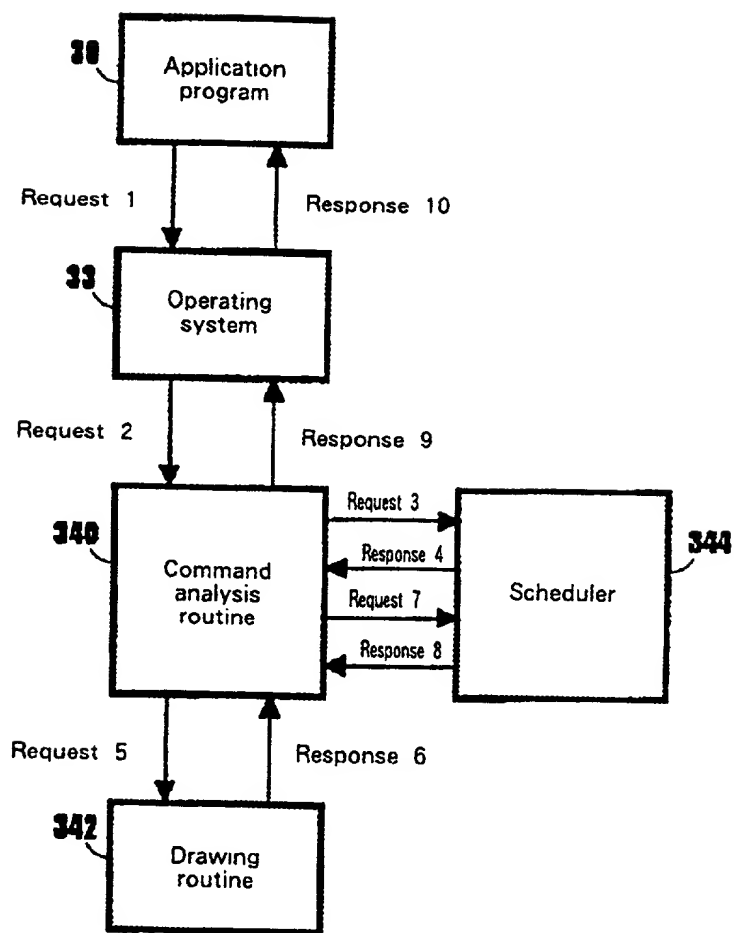 Application
program
Request 1
Response 10
33
Operating
system
Request 2
Response 9
340
Command
analysis
routine
Request 3
Response 4
Request 7
Response 8
Scheduler
344
Request 5
Response 6
342
Drawing
routine